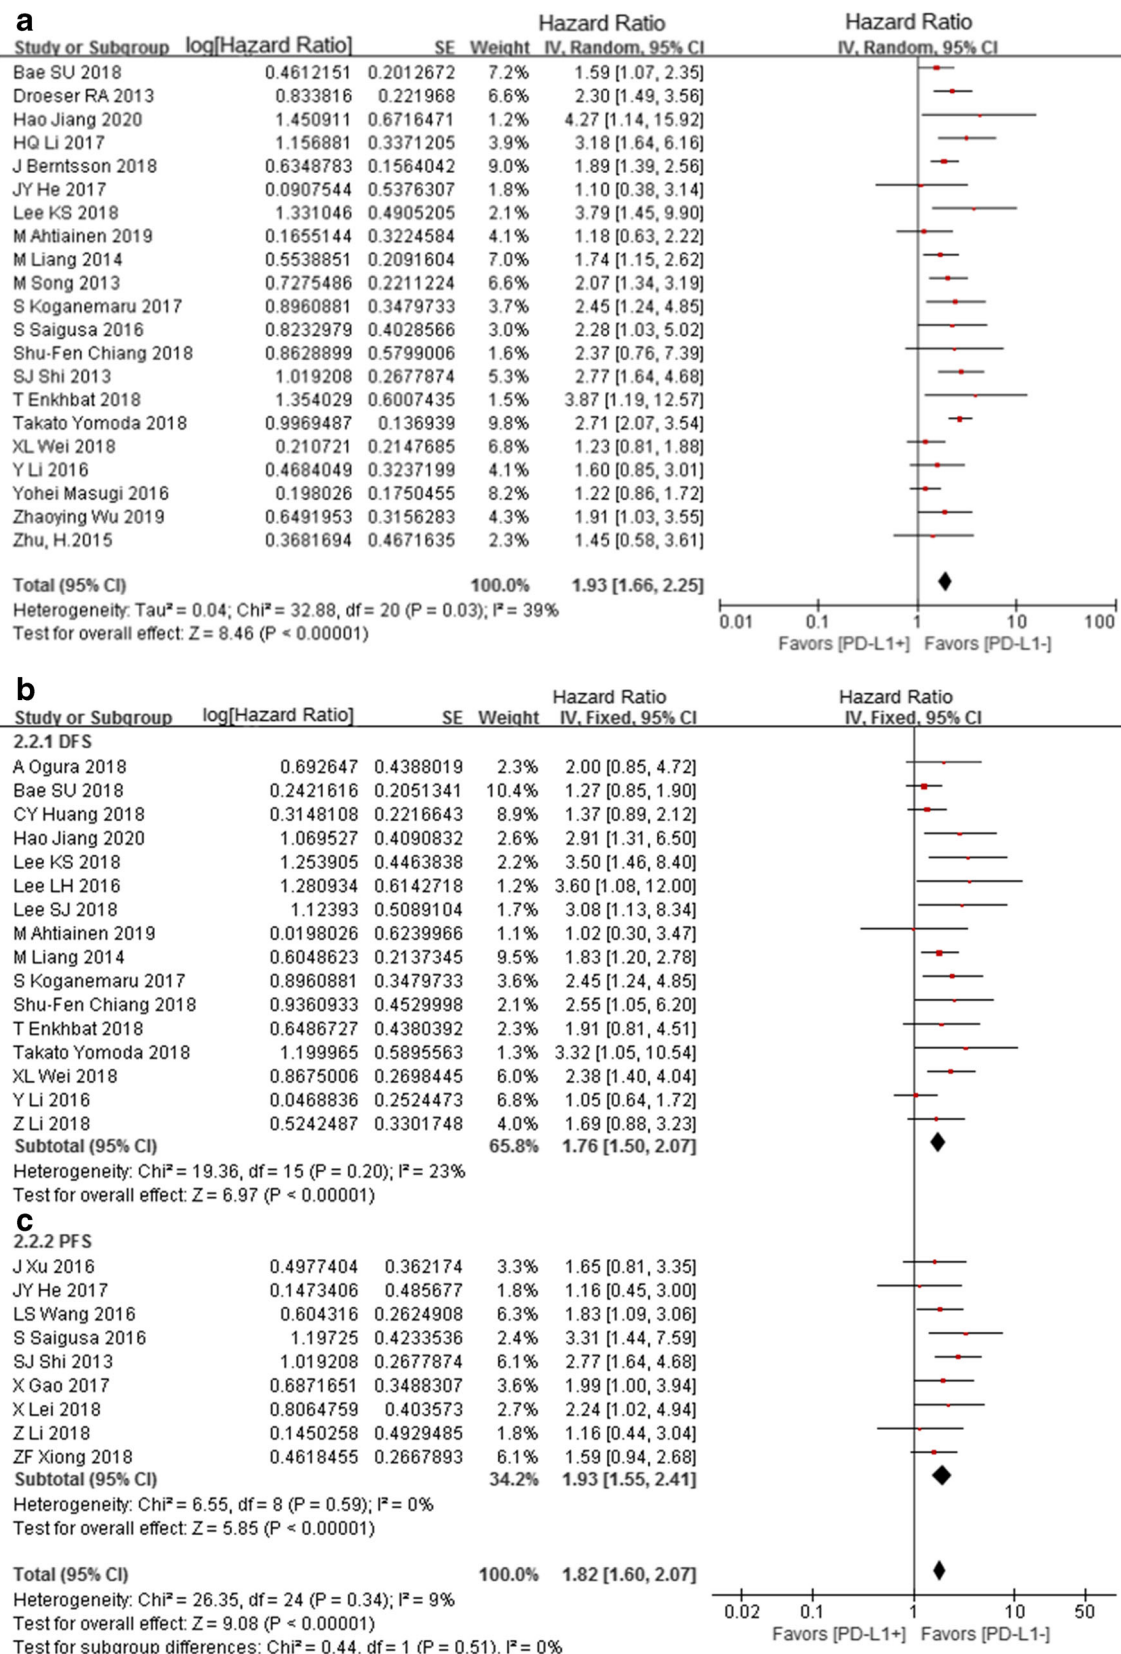 a
Hazard Ratio Hazard Ratio
Study or Subgroup log[Hazard Ratio] SE Weight IV, Random, 95% CI IV, Random, 95% CI
Bae SU 2018 0.4612151 0.2012672 7.2% 1.59 [1.07, 2.35]
Droeser RA 2013 0.833816 0.221968 6.6% 2.30 [1.49, 3.56]
Hao Jiang 2020 1.450911 0.6716471 1.2% 4.27 [1.14, 15.92]
HQ Li 2017 1.156881 0.3371205 3.9% 3.18 [1.64, 6.16]
J Berntsson 2018 0.6348783 0.1564042 9.0% 1.89 [1.39, 2.56]
JY He 2017 0.0907544 0.5376307 1.8% 1.10 [0.38, 3.14]
Lee KS 2018 1.331046 0.4905205 2.1% 3.79 [1.45, 9.90]
M Ahtiainen 2019 0.1655144 0.3224584 4.1% 1.18 [0.63, 2.22]
M Liang 2014 0.5538851 0.2091604 7.0% 1.74 [1.15, 2.62]
M Song 2013 0.7275486 0.2211224 6.6% 2.07 [1.34, 3.19]
S Koganemaru 2017 0.8960881 0.3479733 3.7% 2.45 [1.24, 4.85]
S Saigusa 2016 0.8232979 0.4028566 3.0% 2.28 [1.03, 5.02]
Shu-Fen Chiang 2018 0.8628899 0.5799006 1.6% 2.37 [0.76, 7.39]
SJ Shi 2013 1.019208 0.2677874 5.3% 2.77 [1.64, 4.68]
T Enkhbat 2018 1.354029 0.6007435 1.5% 3.87 [1.19, 12.57]
Takato Yomoda 2018 0.9969487 0.136939 9.8% 2.71 [2.07, 3.54]
XL Wei 2018 0.210721 0.2147685 6.8% 1.23 [0.81, 1.88]
Y Li 2016 0.4684049 0.3237199 4.1% 1.60 [0.85, 3.01]
Yohei Masugi 2016 0.198026 0.1750455 8.2% 1.22 [0.86, 1.72]
Zhaoying Wu 2019 0.6491953 0.3156283 4.3% 1.91 [1.03, 3.55]
Zhu, H.2015 0.3681694 0.4671635 2.3% 1.45 [0.58, 3.61]
Total (95% CI) 100.0% 1.93 [1.66, 2.25]
Heterogeneity: Tau² = 0.04; Chi² = 32.88, df = 20 (P = 0.03); I² = 39%
Test for overall effect: Z = 8.46 (P < 0.00001)
0.01 0.1 1 10 100
Favors [PD-L1+] Favors [PD-L1-]
b
Hazard Ratio Hazard Ratio
Study or Subgroup log[Hazard Ratio] SE Weight IV, Fixed, 95% CI IV, Fixed, 95% CI
2.2.1 DFS
A Ogura 2018 0.692647 0.4388019 2.3% 2.00 [0.85, 4.72]
Bae SU 2018 0.2421616 0.2051341 10.4% 1.27 [0.85, 1.90]
CY Huang 2018 0.3148108 0.2216643 8.9% 1.37 [0.89, 2.12]
Hao Jiang 2020 1.069527 0.4090832 2.6% 2.91 [1.31, 6.50]
Lee KS 2018 1.253905 0.4463838 2.2% 3.50 [1.46, 8.40]
Lee LH 2016 1.280934 0.6142718 1.2% 3.60 [1.08, 12.00]
Lee SJ 2018 1.12393 0.5089104 1.7% 3.08 [1.13, 8.34]
M Ahtiainen 2019 0.0198026 0.6239966 1.1% 1.02 [0.30, 3.47]
M Liang 2014 0.6048623 0.2137345 9.5% 1.83 [1.20, 2.78]
S Koganemaru 2017 0.8960881 0.3479733 3.6% 2.45 [1.24, 4.85]
Shu-Fen Chiang 2018 0.9360933 0.4529998 2.1% 2.55 [1.05, 6.20]
T Enkhbat 2018 0.6486727 0.4380392 2.3% 1.91 [0.81, 4.51]
Takato Yomoda 2018 1.199965 0.5895563 1.3% 3.32 [1.05, 10.54]
XL Wei 2018 0.8675006 0.2698445 6.0% 2.38 [1.40, 4.04]
Y Li 2016 0.0468836 0.2524473 6.8% 1.05 [0.64, 1.72]
Z Li 2018 0.5242487 0.3301748 4.0% 1.69 [0.88, 3.23]
Subtotal (95% CI) 65.8% 1.76 [1.50, 2.07]
Heterogeneity: Chi² = 19.36, df = 15 (P = 0.20); I² = 23%
Test for overall effect: Z = 6.97 (P < 0.00001)
c
2.2.2 PFS
J Xu 2016 0.4977404 0.362174 3.3% 1.65 [0.81, 3.35]
JY He 2017 0.1473406 0.485677 1.8% 1.16 [0.45, 3.00]
LS Wang 2016 0.604316 0.2624908 6.3% 1.83 [1.09, 3.06]
S Saigusa 2016 1.19725 0.4233536 2.4% 3.31 [1.44, 7.59]
SJ Shi 2013 1.019208 0.2677874 6.1% 2.77 [1.64, 4.68]
X Gao 2017 0.6871651 0.3488307 3.6% 1.99 [1.00, 3.94]
X Lei 2018 0.8064759 0.403573 2.7% 2.24 [1.02, 4.94]
Z Li 2018 0.1450258 0.4929485 1.8% 1.16 [0.44, 3.04]
ZF Xiong 2018 0.4618455 0.2667893 6.1% 1.59 [0.94, 2.68]
Subtotal (95% CI) 34.2% 1.93 [1.55, 2.41]
Heterogeneity: Chi² = 6.55, df = 8 (P = 0.59); I² = 0%
Test for overall effect: Z = 5.85 (P < 0.00001)
Total (95% CI) 100.0% 1.82 [1.60, 2.07]
Heterogeneity: Chi² = 26.35, df = 24 (P = 0.34); I² = 9%
Test for overall effect: Z = 9.08 (P < 0.00001)
Test for subgroup differences: Chi² = 0.44, df = 1 (P = 0.51), I² = 0%
0.02 0.1 1 10 50
Favors [PD-L1+] Favors [PD-L1-]